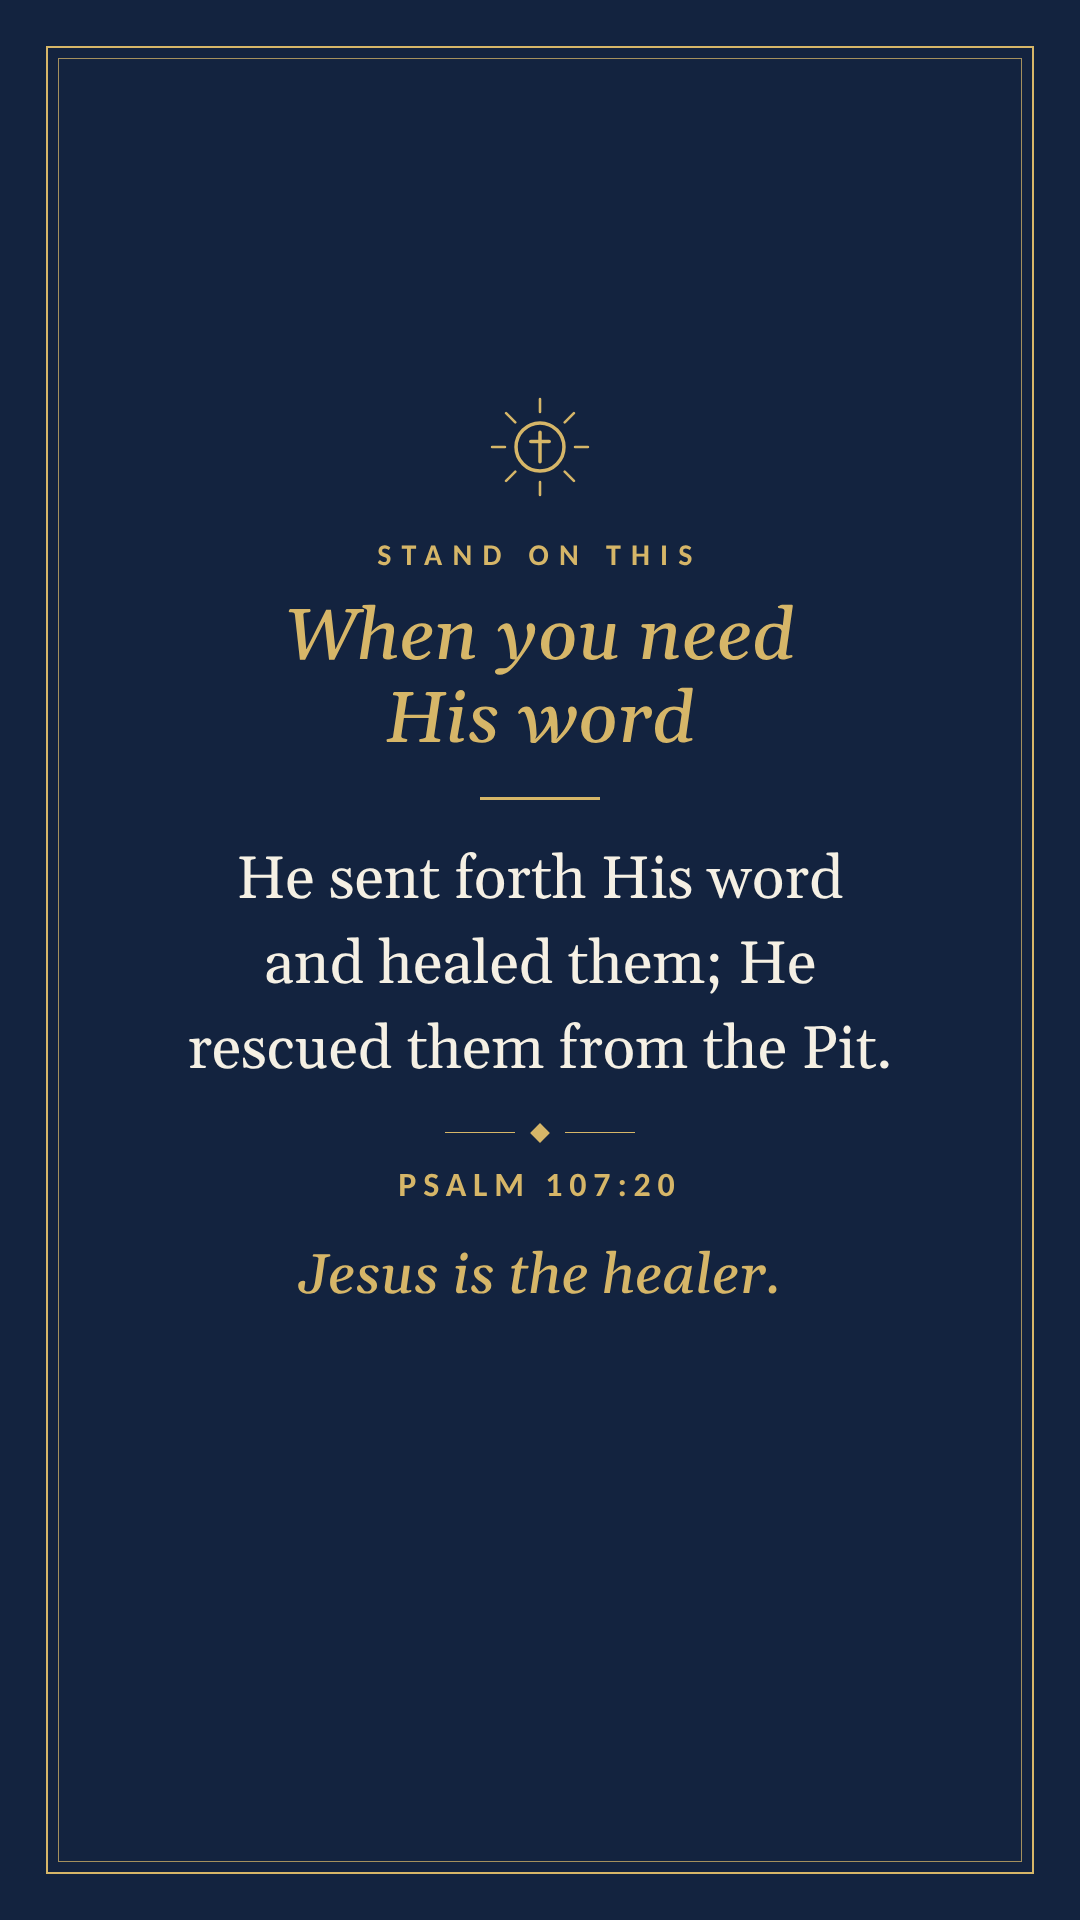 STAND ON THIS
When you need
His word
He sent forth His word
and healed them; He
rescued them from the Pit.
PSALM 107:20
Jesus is the healer.